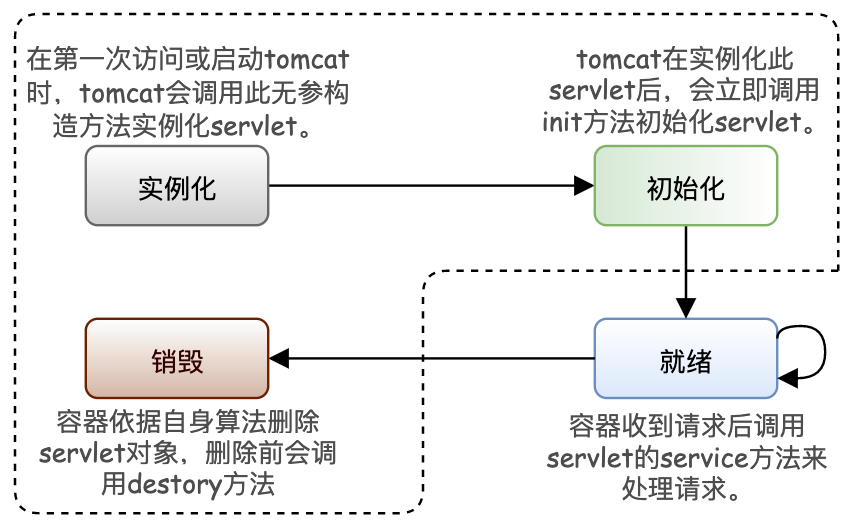 在第一次访问或启动tomcat
时，tomcat会调用此无参构
造方法实例化servlet。
实例化
tomcat在实例化此
servlet后，会立即调用
init方法初始化servlet。
初始化
销毁
容器依据自身算法删除
servlet对象，删除前会调
用destory方法
就绪
容器收到请求后调用
servlet的service方法来
处理请求。